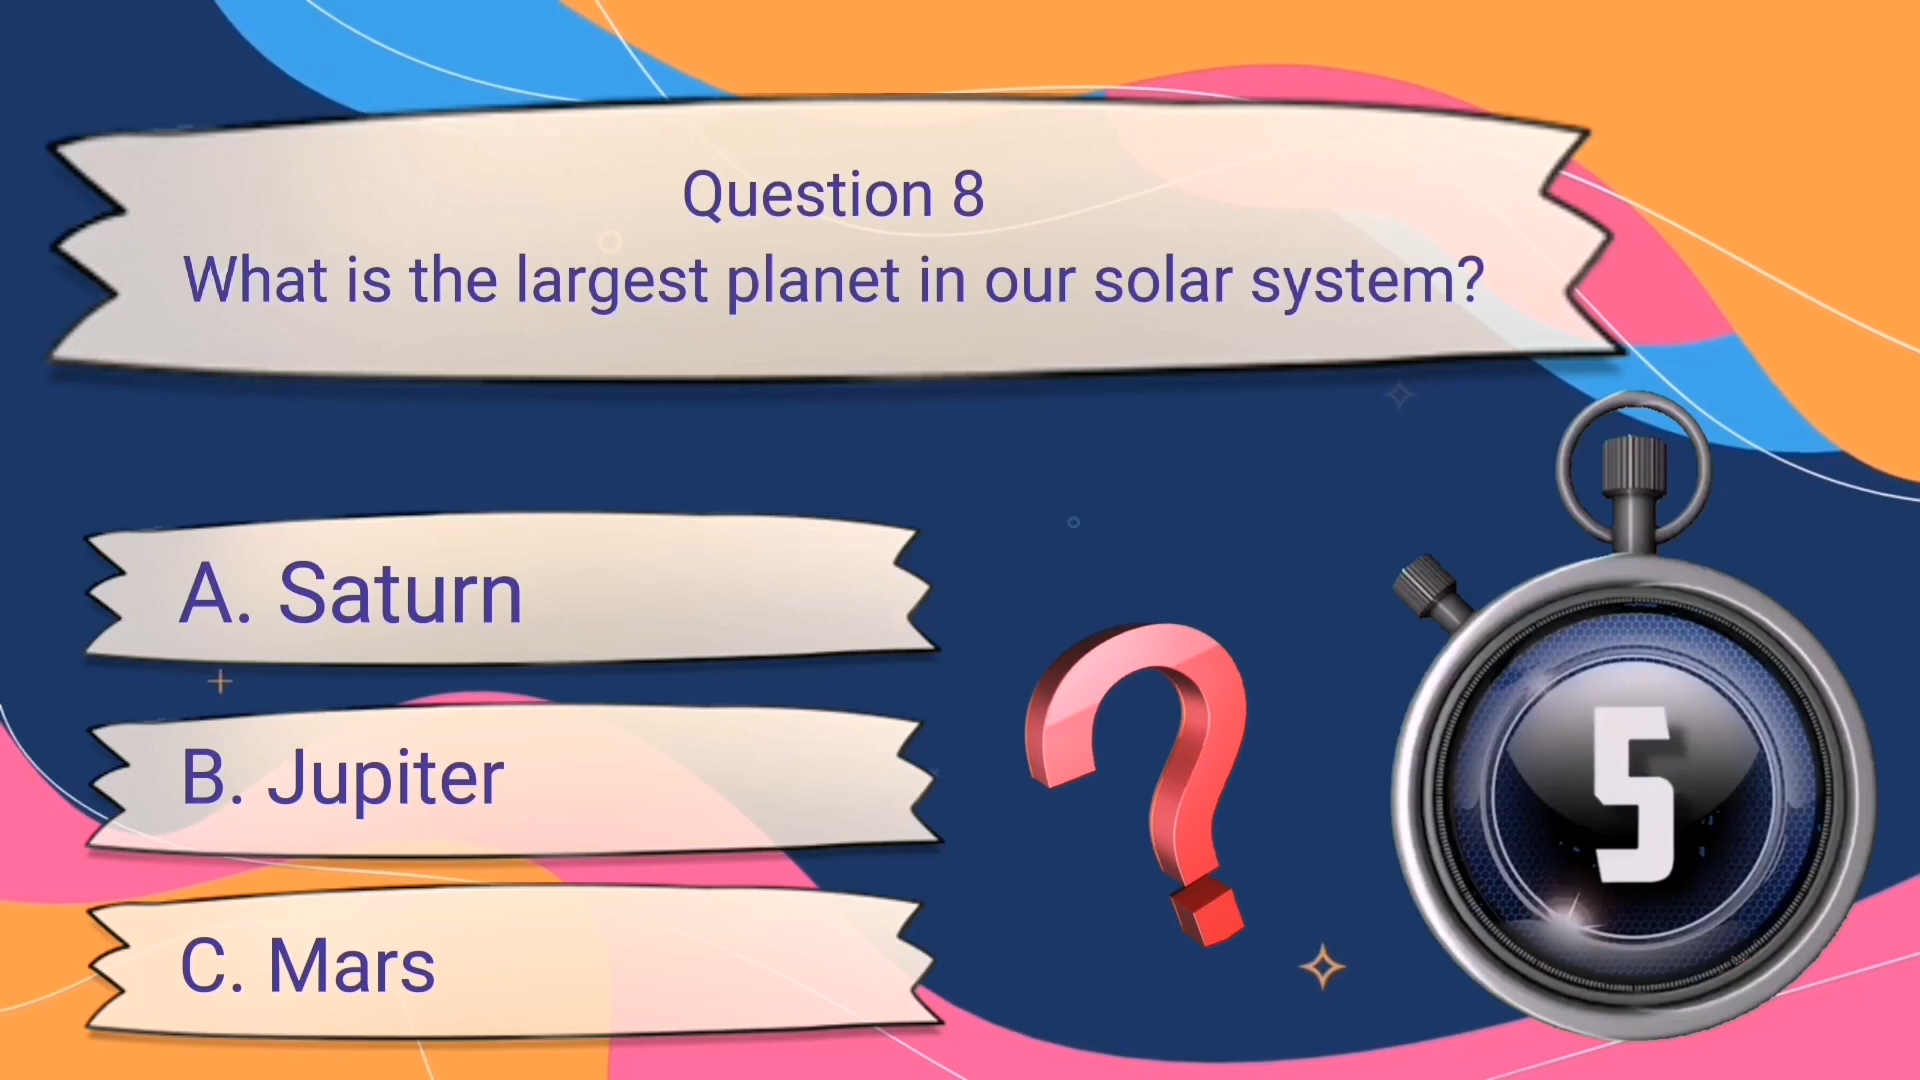 Question 8
What is the largest planet in our solar system?
A. Saturn
B. Jupiter
C. Mars
5